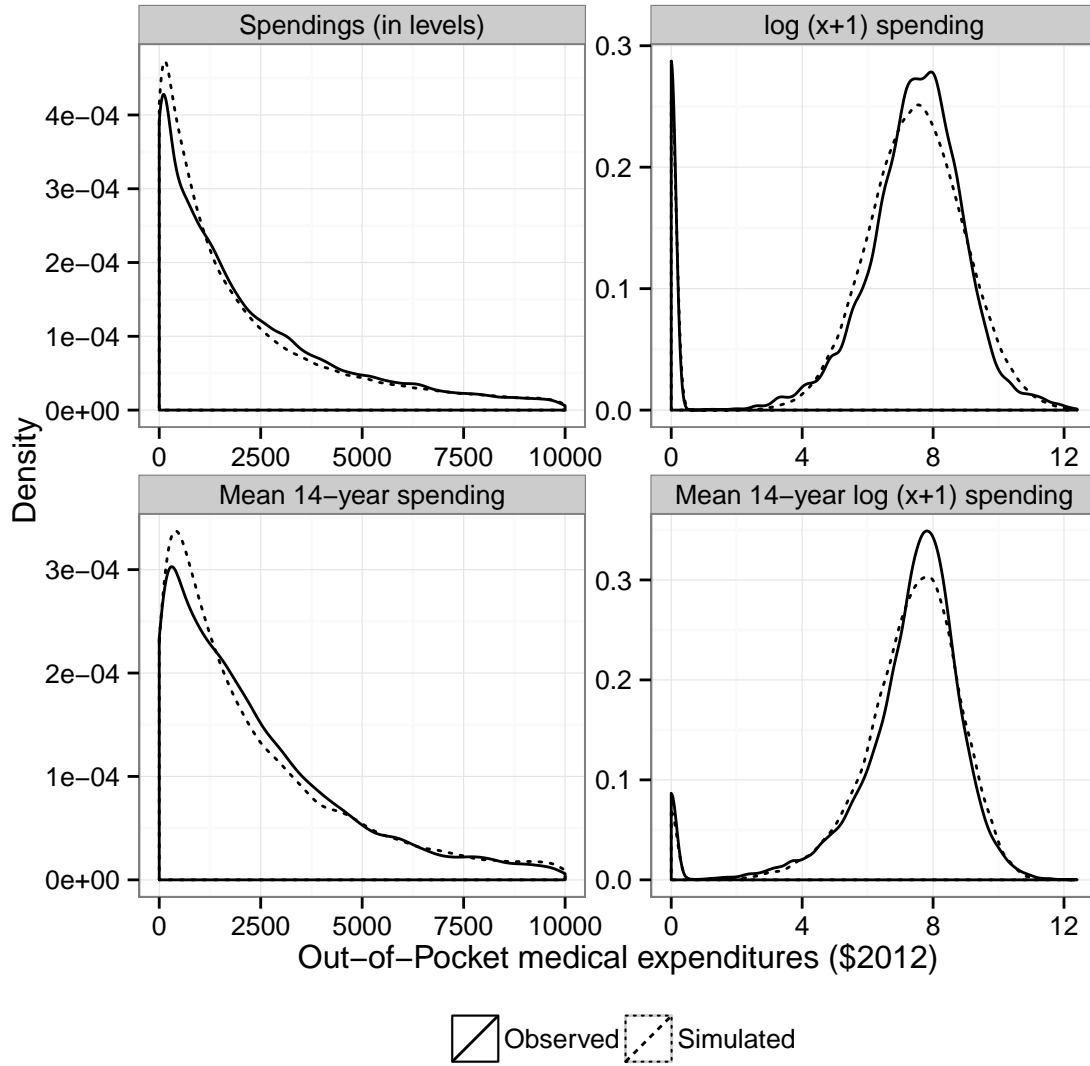 Spendings (in levels)
log (x+1) spending
4e−04
3e−04
2e−04
1e−04
0e+00
0.3
0.2
0.1
0.0
0 2500 5000 7500 10000
0 4 8 12
Density
Mean 14−year spending
Mean 14−year log (x+1) spending
3e−04
2e−04
1e−04
0e+00
0.3
0.2
0.1
0.0
0 2500 5000 7500 10000
0 4 8 12
Out−of−Pocket medical expenditures ($2012)
Observed Simulated